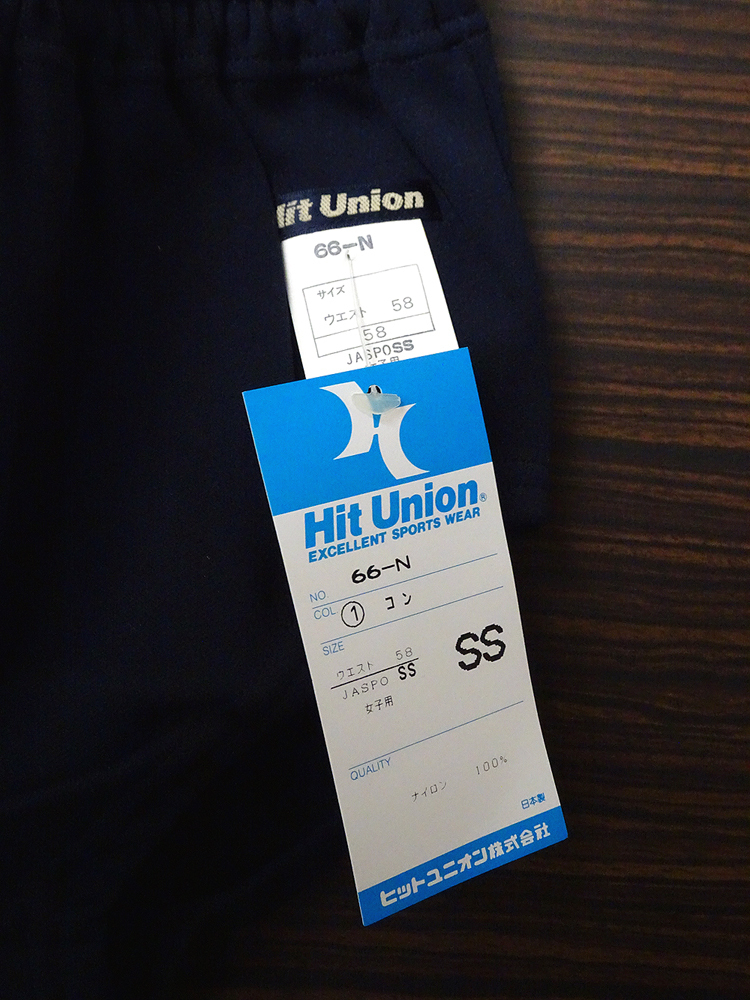 Hit Union
66-N
サイズ
ウエスト 58
58
JASPO SS
女子用
Hit Union®
EXCELLENT SPORTS WEAR
NO 66-N
COL ① コン
SIZE
ウエスト 58
JASPO SS
SS
女子用
QUALITY
ナイロン 100%
日本製
ヒットユニオン株式会社